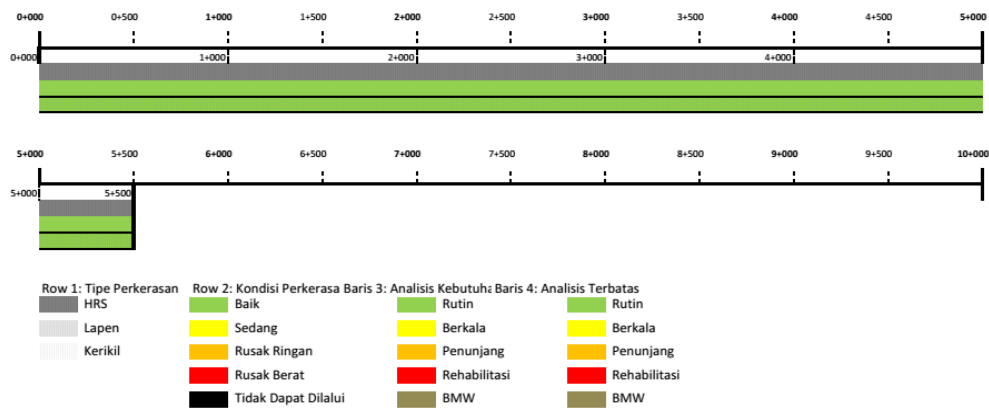 0+000 0+500 1+000 1+500 2+000 2+500 3+000 3+500 4+000 4+500 5+000
0+000 1+000 2+000 3+000 4+000
5+000 5+500 6+000 6+500 7+000 7+500 8+000 8+500 9+000 9+500 10+000
5+000 5+500
Row 1: Tipe Perkerasan Row 2: Kondisi Perkerasa Baris 3: Analisis Kebutuha Baris 4: Analisis Terbatas
HRS Baik Rutin Rutin
Lapen Sedang Berkala Berkala
Kerikil Rusak Ringan Penunjang Penunjang
Rusak Berat Rehabilitasi Rehabilitasi
Tidak Dapat Dilalui BMW BMW